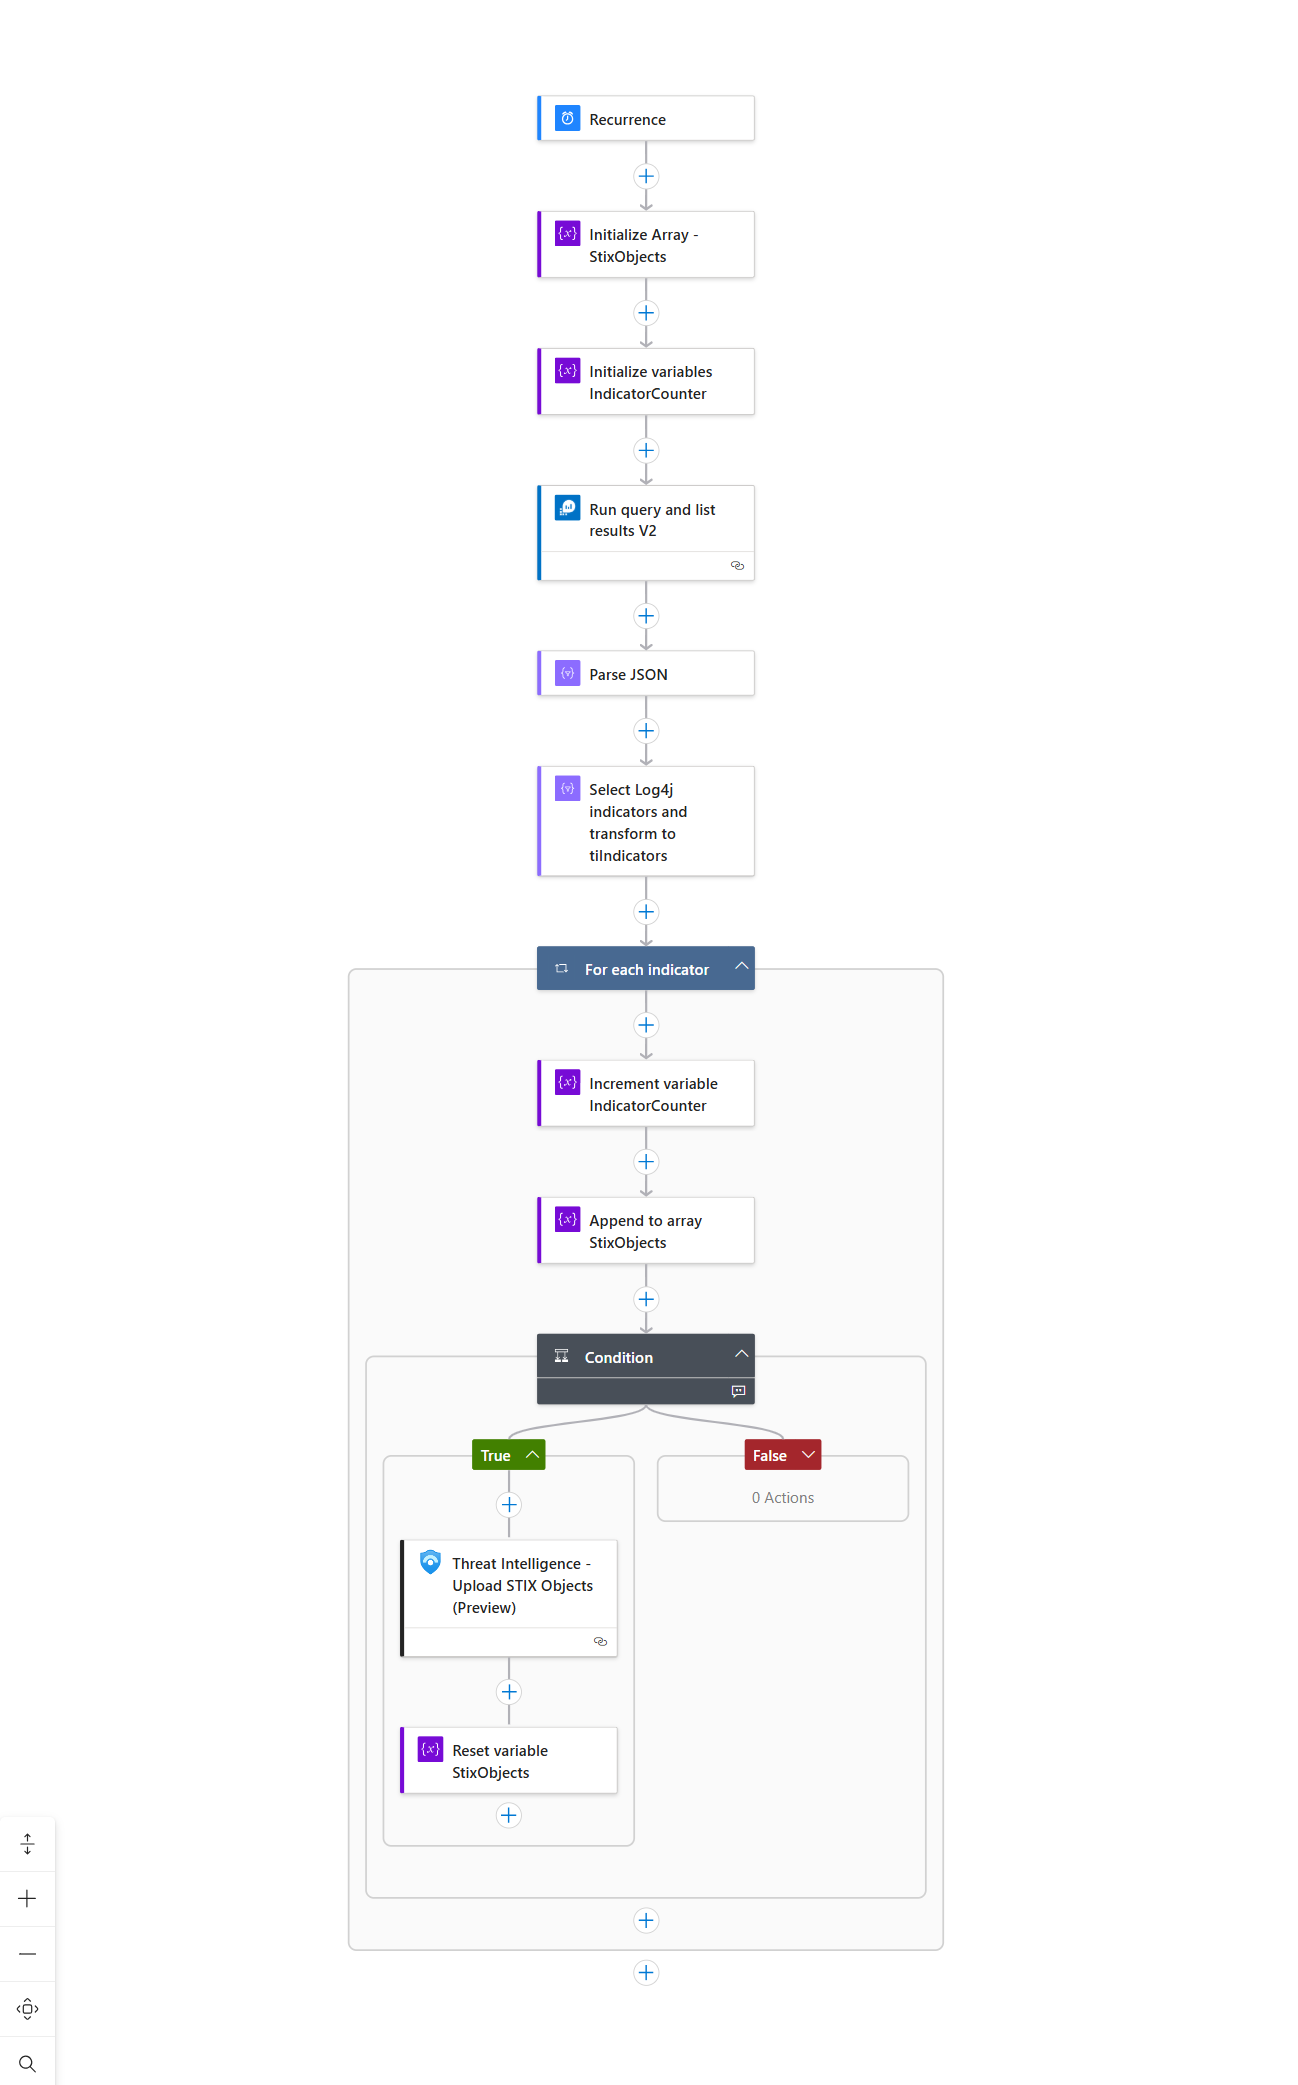 Recurrence
Initialize Array -
StixObjects
Initialize variables
IndicatorCounter
Run query and list
results V2
Parse JSON
Select Log4j
indicators and
transform to
tiIndicators
For each indicator
Increment variable
IndicatorCounter
Append to array
StixObjects
Condition
True
False
0 Actions
Threat Intelligence -
Upload STIX Objects
(Preview)
Reset variable
StixObjects